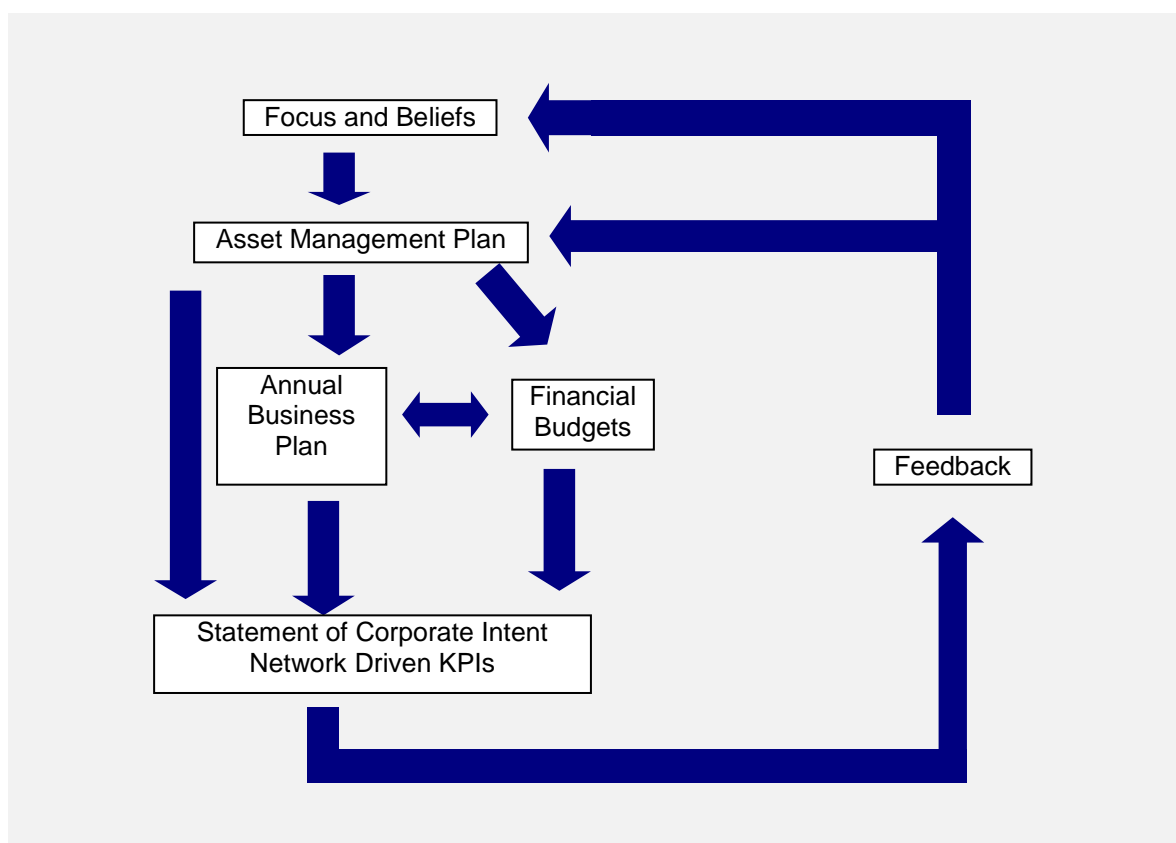 Focus and Beliefs
Asset Management Plan
Annual
Business
Plan
Financial
Budgets
Feedback
Statement of Corporate Intent
Network Driven KPIs